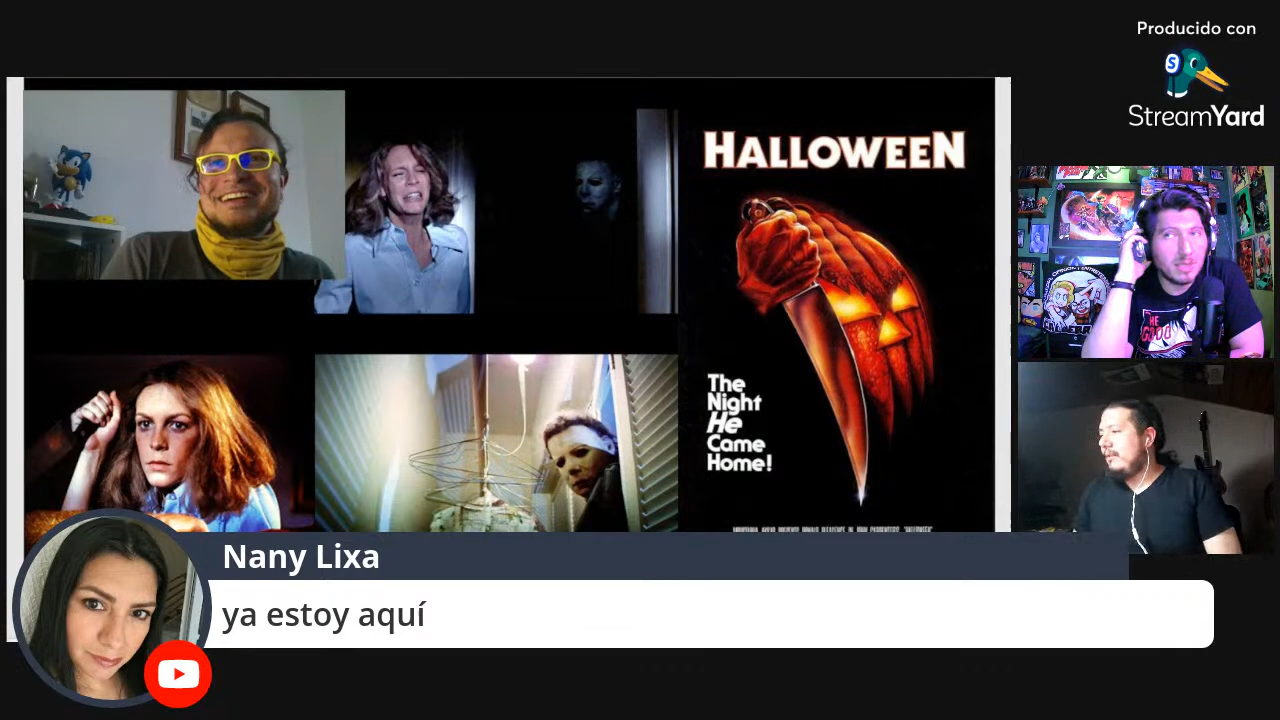 Producido con
StreamYard
HALLOWEEN
The
Night
He
Came
Home!
Nany Lixa
ya estoy aquí